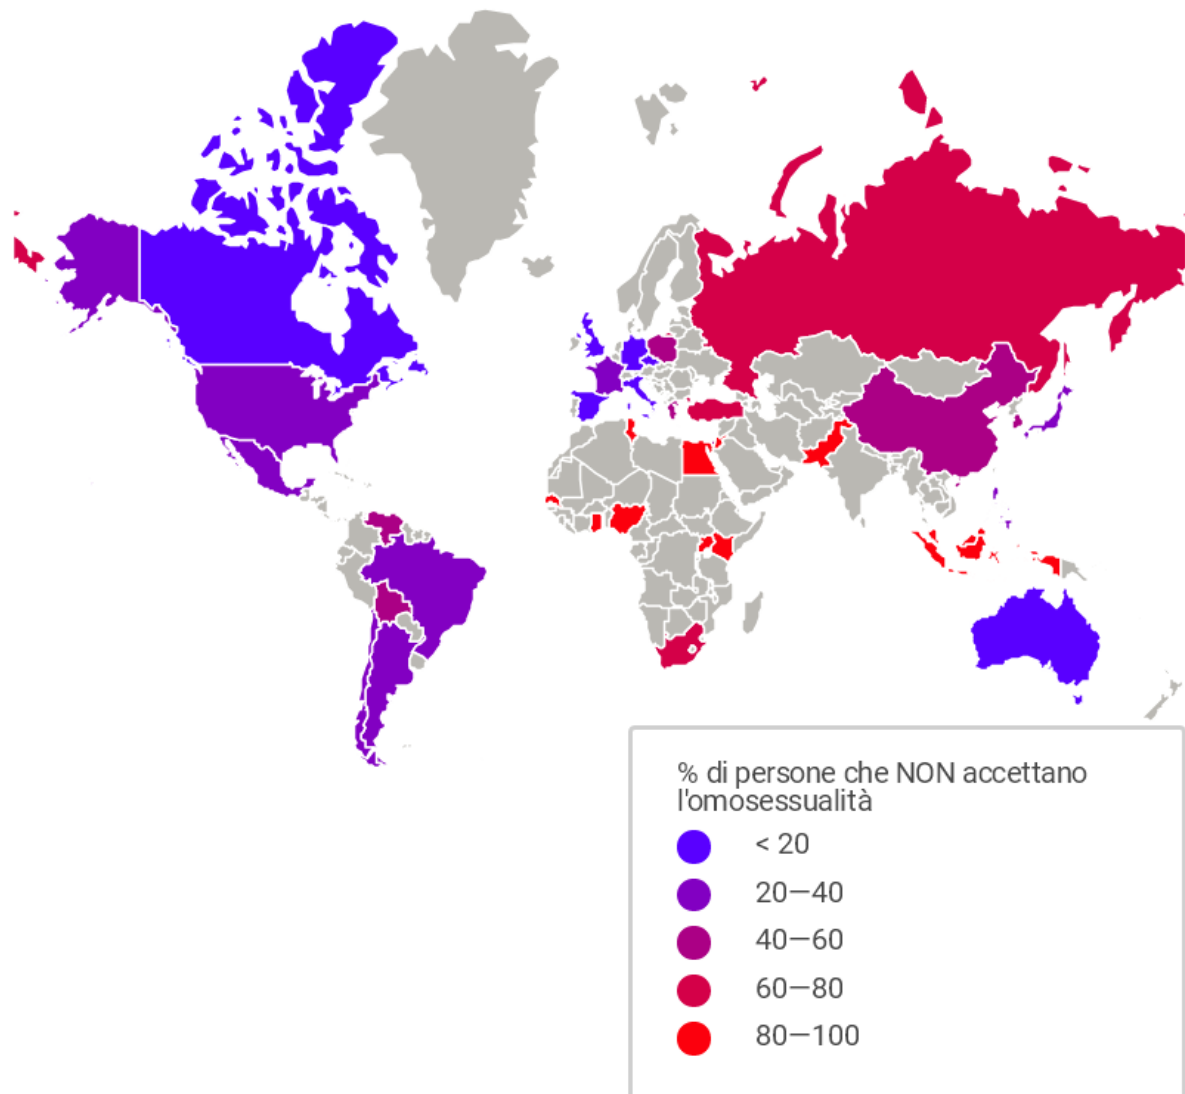 % di persone che NON accettano
l'omosessualità
< 20
20—40
40—60
60—80
80—100